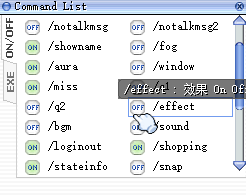 Command List
ON/OFF
EXE
OFF /notalkmsg OFF /notalkmsg2
ON /showname OFF /fog
ON /aura OFF /window
ON /miss
/effect : 效果 On Of
OFF /q2 OFF /effect
OFF /bgm /sound
ON /loginout ON /shopping
ON /stateinfo OFF /snap